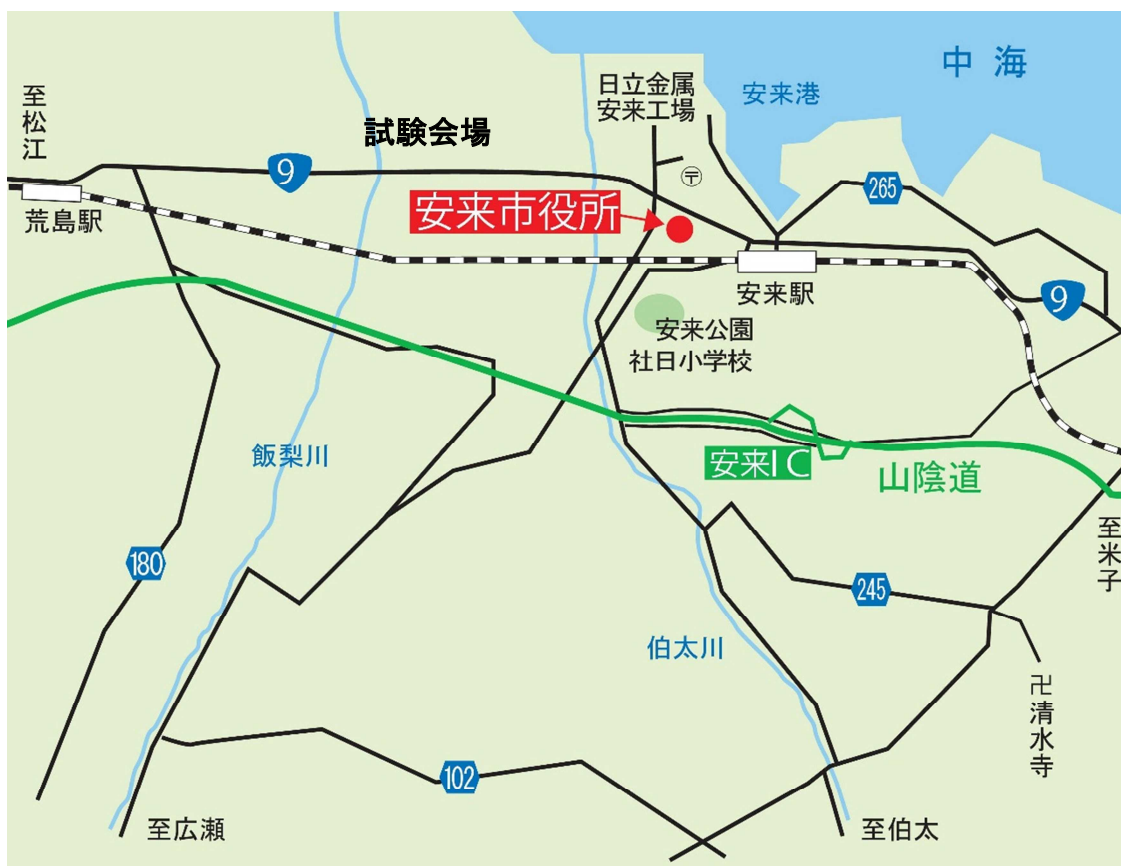 中海
日立金属
安来工場
安来港
至松江
試験会場
9
〒
265
安来市役所
荒島駅
安来駅
9
安来公園
社日小学校
飯梨川
安来IC
山陰道
至米子
180
245
伯太川
卍清水寺
102
至広瀬
至伯太